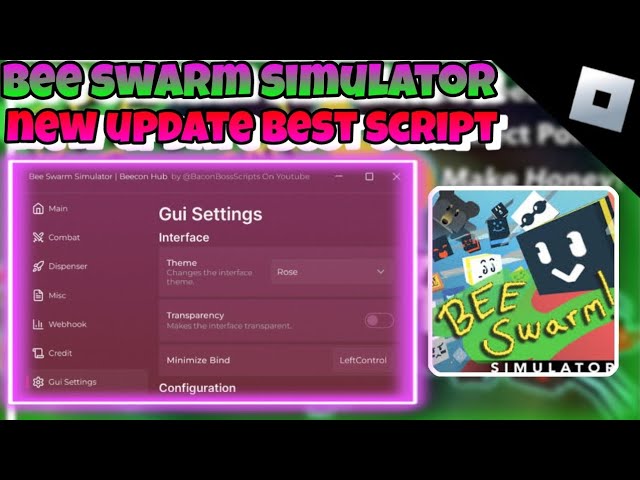 Bee Swarm Simulator
new update Best Script
Make Honey
Bee Swarm Simulator | Beecon Hub by @BaconBossScripts On Youtube
Main
Combat
Dispenser
Misc
Webhook
Credit
Gui Settings
Gui Settings
Interface
Theme
Changes the interface
theme.
Rose
Transparency
Makes the interface transparent.
Minimize Bind
LeftControl
Configuration
BEE
Swarm!
SIMULATOR